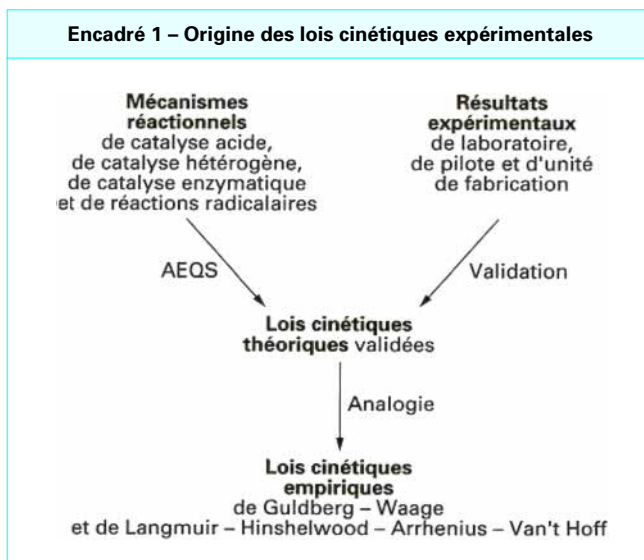 Encadré 1 – Origine des lois cinétiques expérimentales
Mécanismes
réactionnels
de catalyse acide,
de catalyse hétérogène,
de catalyse enzymatique
et de réactions radicalaires
Résultats
expérimentaux
de laboratoire,
de pilote et d'unité
de fabrication
AEQS
Validation
Lois cinétiques
théoriques validées
Analogie
Lois cinétiques
empiriques
de Guldberg – Waage
et de Langmuir – Hinshelwood – Arrhenius – Van't Hoff